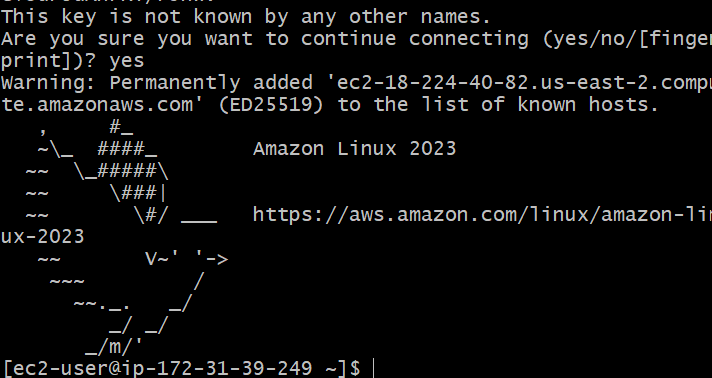 This key is not known by any other names.
Are you sure you want to continue connecting (yes/no/[finger
print])? yes
Warning: Permanently added 'ec2-18-224-40-82.us-east-2.compu
te.amazonaws.com' (ED25519) to the list of known hosts.
   ,     #_
   ~\_  ####_        Amazon Linux 2023
  ~~  \_#####\
  ~~     \###|
  ~~       \#/ ___   https://aws.amazon.com/linux/amazon-lin
ux-2023
   ~~       V~' '->
    ~~~         /
      ~~._.   _/
         _/ _/
       _/m/'
[ec2-user@ip-172-31-39-249 ~]$